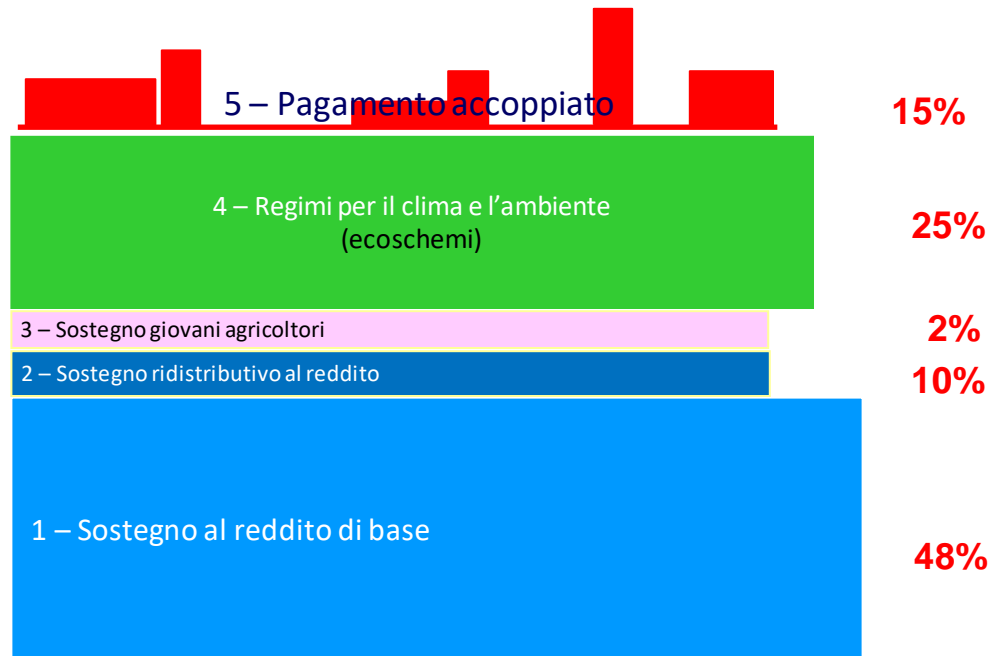 5 – Pagamento accoppiato
15%
4 – Regimi per il clima e l’ambiente
(ecoschemi)
25%
3 – Sostegno giovani agricoltori
2%
2 – Sostegno ridistributivo al reddito
10%
1 – Sostegno al reddito di base
48%